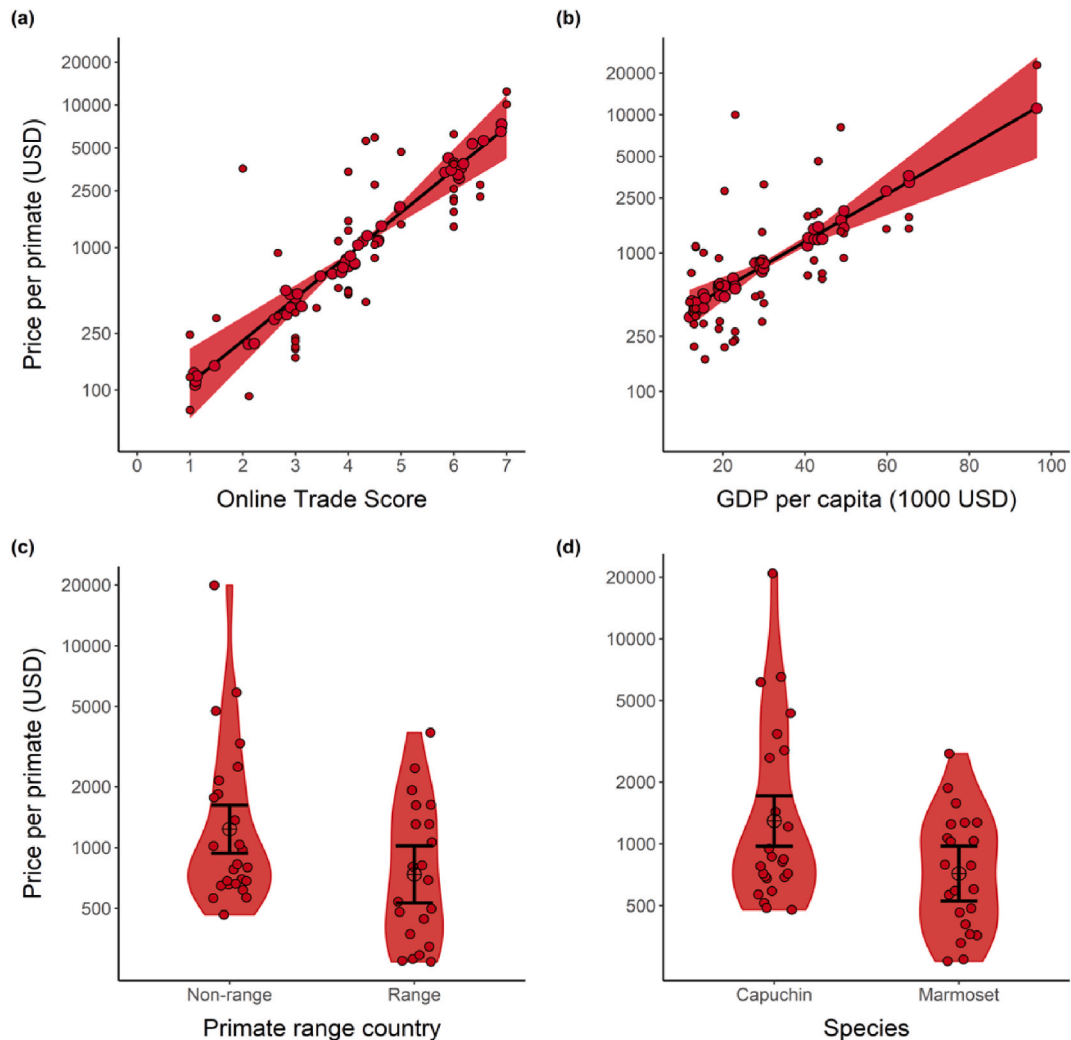 (a)
Price per primate (USD)
20000
10000
5000
2500
1000
250
100
0 1 2 3 4 5 6 7
Online Trade Score
(b)
20000
10000
5000
2500
1000
250
100
20 40 60 80 100
GDP per capita (1000 USD)
(c)
Price per primate (USD)
20000
10000
5000
2000
1000
500
Non-range Range
Primate range country
(d)
20000
10000
5000
2000
1000
500
Capuchin Marmoset
Species